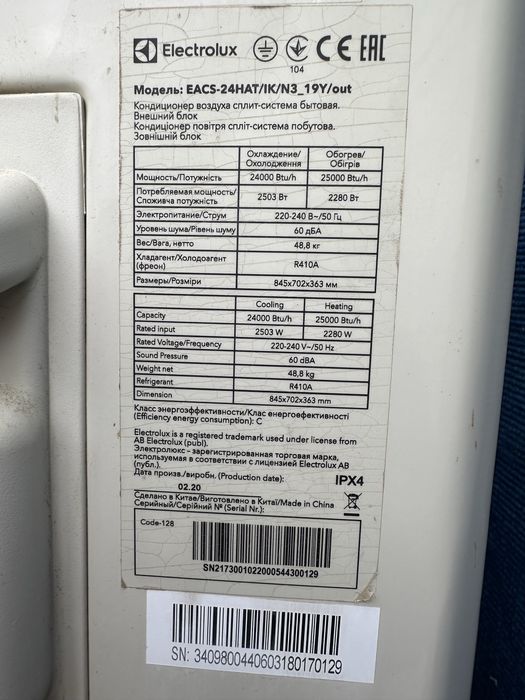 Electrolux CE EAC
104
Модель: EACS-24HAT/IK/N3_19Y/out
Кондиционер воздуха сплит-система бытовая.
Внешний блок
Кондиціонер повітря спліт-система побутова.
Зовнішній блок
Охлаждение/Охолодження Обогрев/Обігрів
Мощность/Потужність 24000 Btu/h 25000 Btu/h
Потребляемая мощность/Споживча потужність 2503 Вт 2280 Вт
Электропитание/Струм 220-240 В~/50 Гц
Уровень шума/Рівень шуму 60 дБА
Вес/Вага, нетто 48,8 кг
Хладагент/Холодоагент (фреон) R410A
Размеры/Розміри 845x702x363 мм
Cooling Heating
Capacity 24000 Btu/h 25000 Btu/h
Rated input 2503 W 2280 W
Rated Voltage/Frequency 220-240 V~/50 Hz
Sound Pressure 60 dBA
Weight net 48,8 kg
Refrigerant R410A
Dimension 845x702x363 mm
Класс энергоэффективности/Клас енергоефективності
(Efficiency energy consumption): C
Electrolux is a registered trademark used under license from
AB Electrolux (publ).
Электролюкс – зарегистрированная торговая марка,
используемая в соответствии с лицензией Electrolux AB
(публ.).
Дата произв./виробн. (Production date): IPX4
02.20
Сделано в Китае/Виготовлено в Китаї/Made in China
Серийный/Серійний № (Serial Nr.):
Code-128
SN2173001022000544300129
SN: 3409800440603180170129